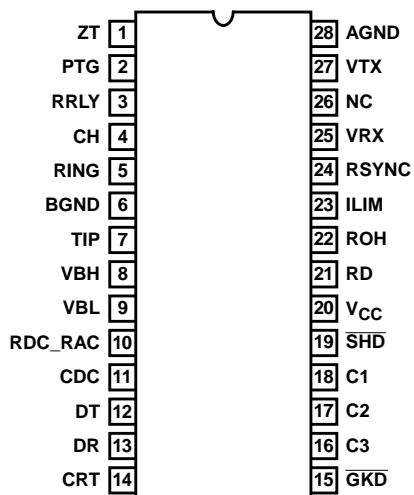 ZT 1 28 AGND
PTG 2 27 VTX
RRLY 3 26 NC
CH 4 25 VRX
RING 5 24 RSYNC
BGND 6 23 ILIM
TIP 7 22 ROH
VBH 8 21 RD
VBL 9 20 VCC
RDC_RAC 10 19 SHD
CDC 11 18 C1
DT 12 17 C2
DR 13 16 C3
CRT 14 15 GKD